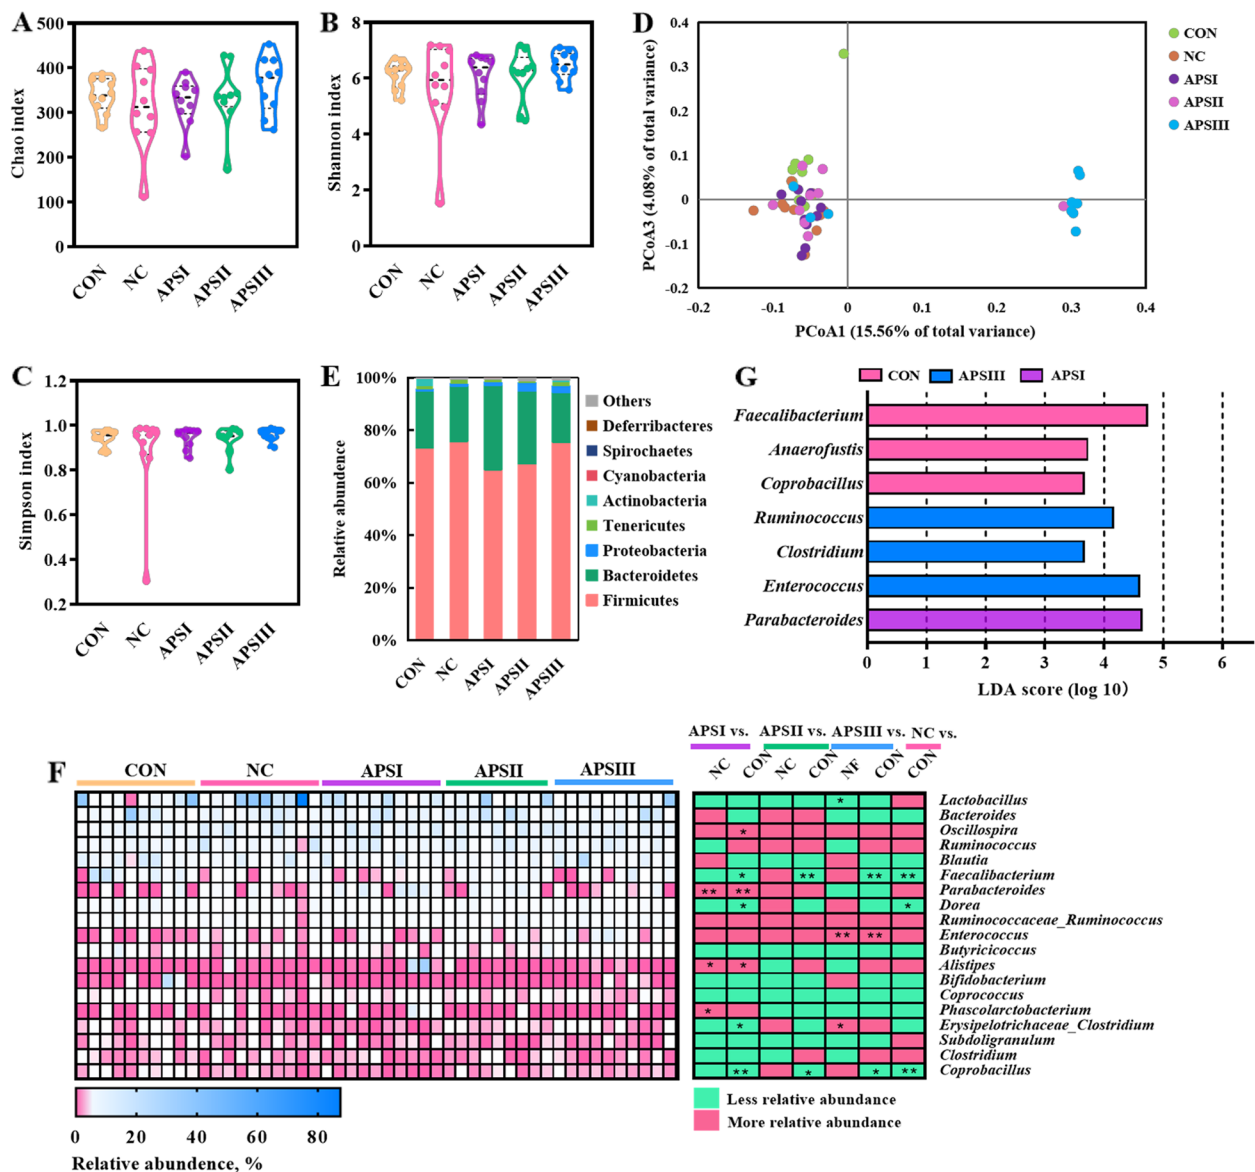 A
Chao index
500
400
300
200
100
0
CON
NC
APSI
APSII
APSIII
B
Shannon index
8
6
4
2
0
CON
NC
APSI
APSII
APSIII
D
PCoA3 (4.08% of total variance)
0.4
0.3
0.2
0.1
0
-0.1
-0.2
-0.2
-0.1
0
0.1
0.2
0.3
0.4
PCoA1 (15.56% of total variance)
CON
NC
APSI
APSII
APSIII
C
Simpson index
1.2
1.0
0.8
0.6
0.4
0.2
CON
NC
APSI
APSII
APSIII
E
Relative abundance
100%
80%
60%
40%
20%
0%
CON
NC
APSI
APSII
APSIII
Others
Deferribacteres
Spirochaetes
Cyanobacteria
Actinobacteria
Tenericutes
Proteobacteria
Bacteroidetes
Firmicutes
G
CON
APSIII
APSI
Faecalibacterium
Anaerofustis
Coprobacillus
Ruminococcus
Clostridium
Enterococcus
Parabacteroides
0 1 2 3 4 5 6
LDA score (log 10)
F
CON NC APSI APSII APSIII
APSI vs. APSII vs. APSIII vs. NC vs.
NC CON NC CON NF CON CON
* Lactobacillus
Bacteroides
* Oscillospira
Ruminococcus
Blautia
* ** ** ** Faecalibacterium
** ** Parabacteroides
* * Dorea
Ruminococcaceae_Ruminococcus
** ** Enterococcus
Butyricicoccus
* * Alistipes
Bifidobacterium
Coprococcus
* Phascolarctobacterium
* * Erysipelotrichaceae_Clostridium
Subdoligranulum
Clostridium
** * * ** Coprobacillus
0 20 40 60 80
Relative abundence, %
Less relative abundance
More relative abundance